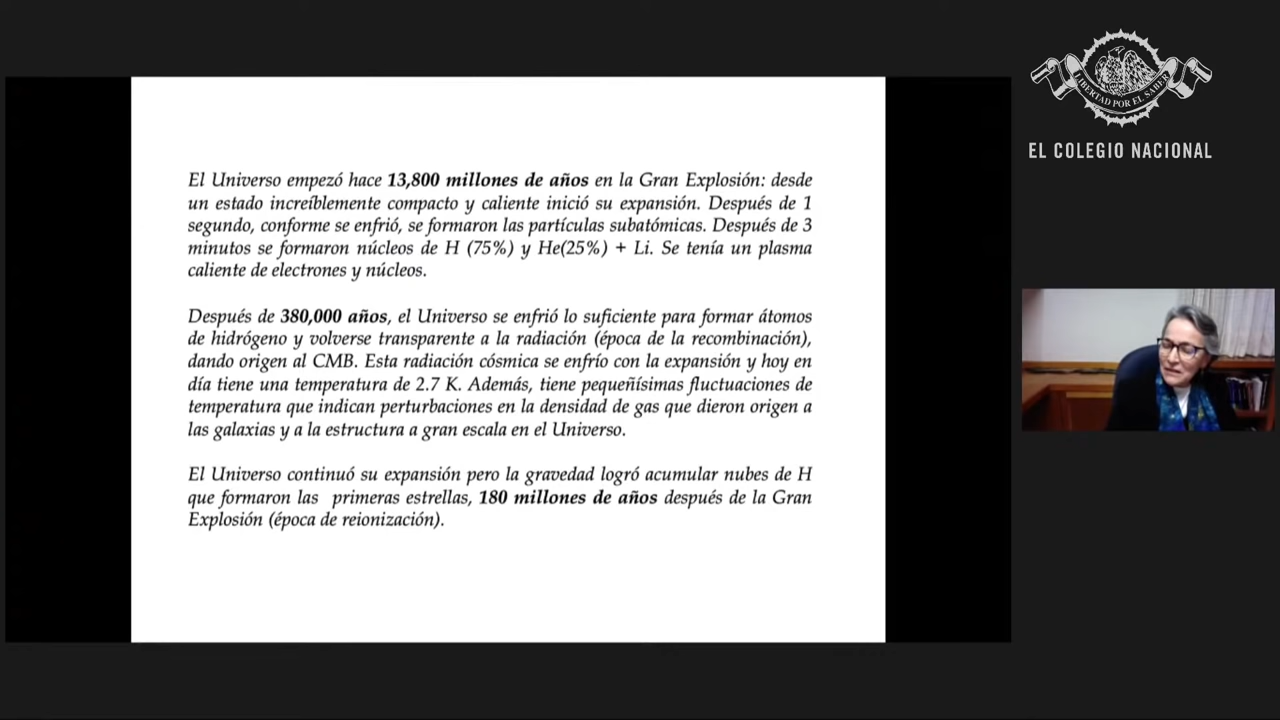 El Universo empezó hace 13,800 millones de años en la Gran Explosión: desde
un estado increíblemente compacto y caliente inició su expansión. Después de 1
segundo, conforme se enfrió, se formaron las partículas subatómicas. Después de 3
minutos se formaron núcleos de H (75%) y He(25%) + Li. Se tenía un plasma
caliente de electrones y núcleos.
Después de 380,000 años, el Universo se enfrió lo suficiente para formar átomos
de hidrógeno y volverse transparente a la radiación (época de la recombinación),
dando origen al CMB. Esta radiación cósmica se enfrío con la expansión y hoy en
día tiene una temperatura de 2.7 K. Además, tiene pequeñísimas fluctuaciones de
temperatura que indican perturbaciones en la densidad de gas que dieron origen a
las galaxias y a la estructura a gran escala en el Universo.
El Universo continuó su expansión pero la gravedad logró acumular nubes de H
que formaron las primeras estrellas, 180 millones de años después de la Gran
Explosión (época de reionización).
LIBERTAD POR EL SABER
EL COLEGIO NACIONAL